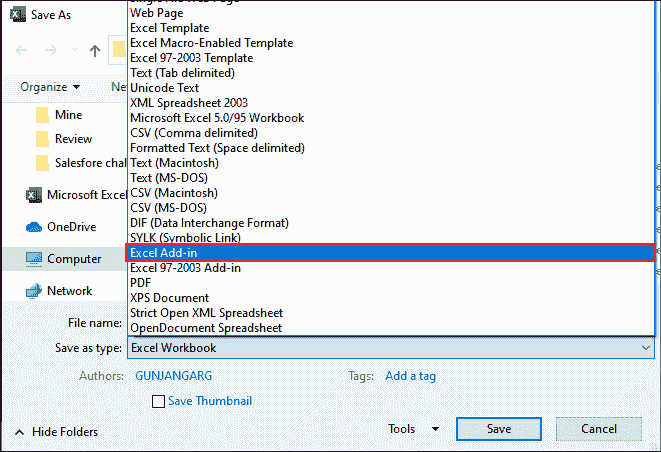 Save As
Web Page
Excel Template
Excel Macro-Enabled Template
Excel 97-2003 Template
Text (Tab delimited)
Unicode Text
XML Spreadsheet 2003
Microsoft Excel 5.0/95 Workbook
CSV (Comma delimited)
Formatted Text (Space delimited)
Text (Macintosh)
Text (MS-DOS)
CSV (Macintosh)
CSV (MS-DOS)
DIF (Data Interchange Format)
SYLK (Symbolic Link)
Excel Add-in
Excel 97-2003 Add-in
PDF
XPS Document
Strict Open XML Spreadsheet
OpenDocument Spreadsheet
Organize
Ne
Mine
Review
Salesfore chal
Microsoft Excel
OneDrive
Computer
Network
File name:
Save as type: Excel Workbook
Authors: GUNJANGARG Tags: Add a tag
Save Thumbnail
Hide Folders Tools Save Cancel